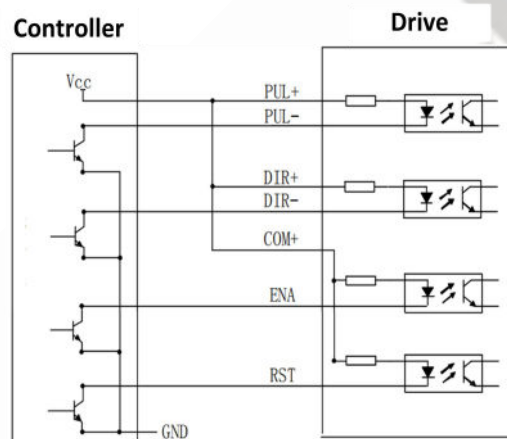 Controller
Drive
Vcc
PUL+
PUL-
DIR+
DIR-
COM+
ENA
RST
GND